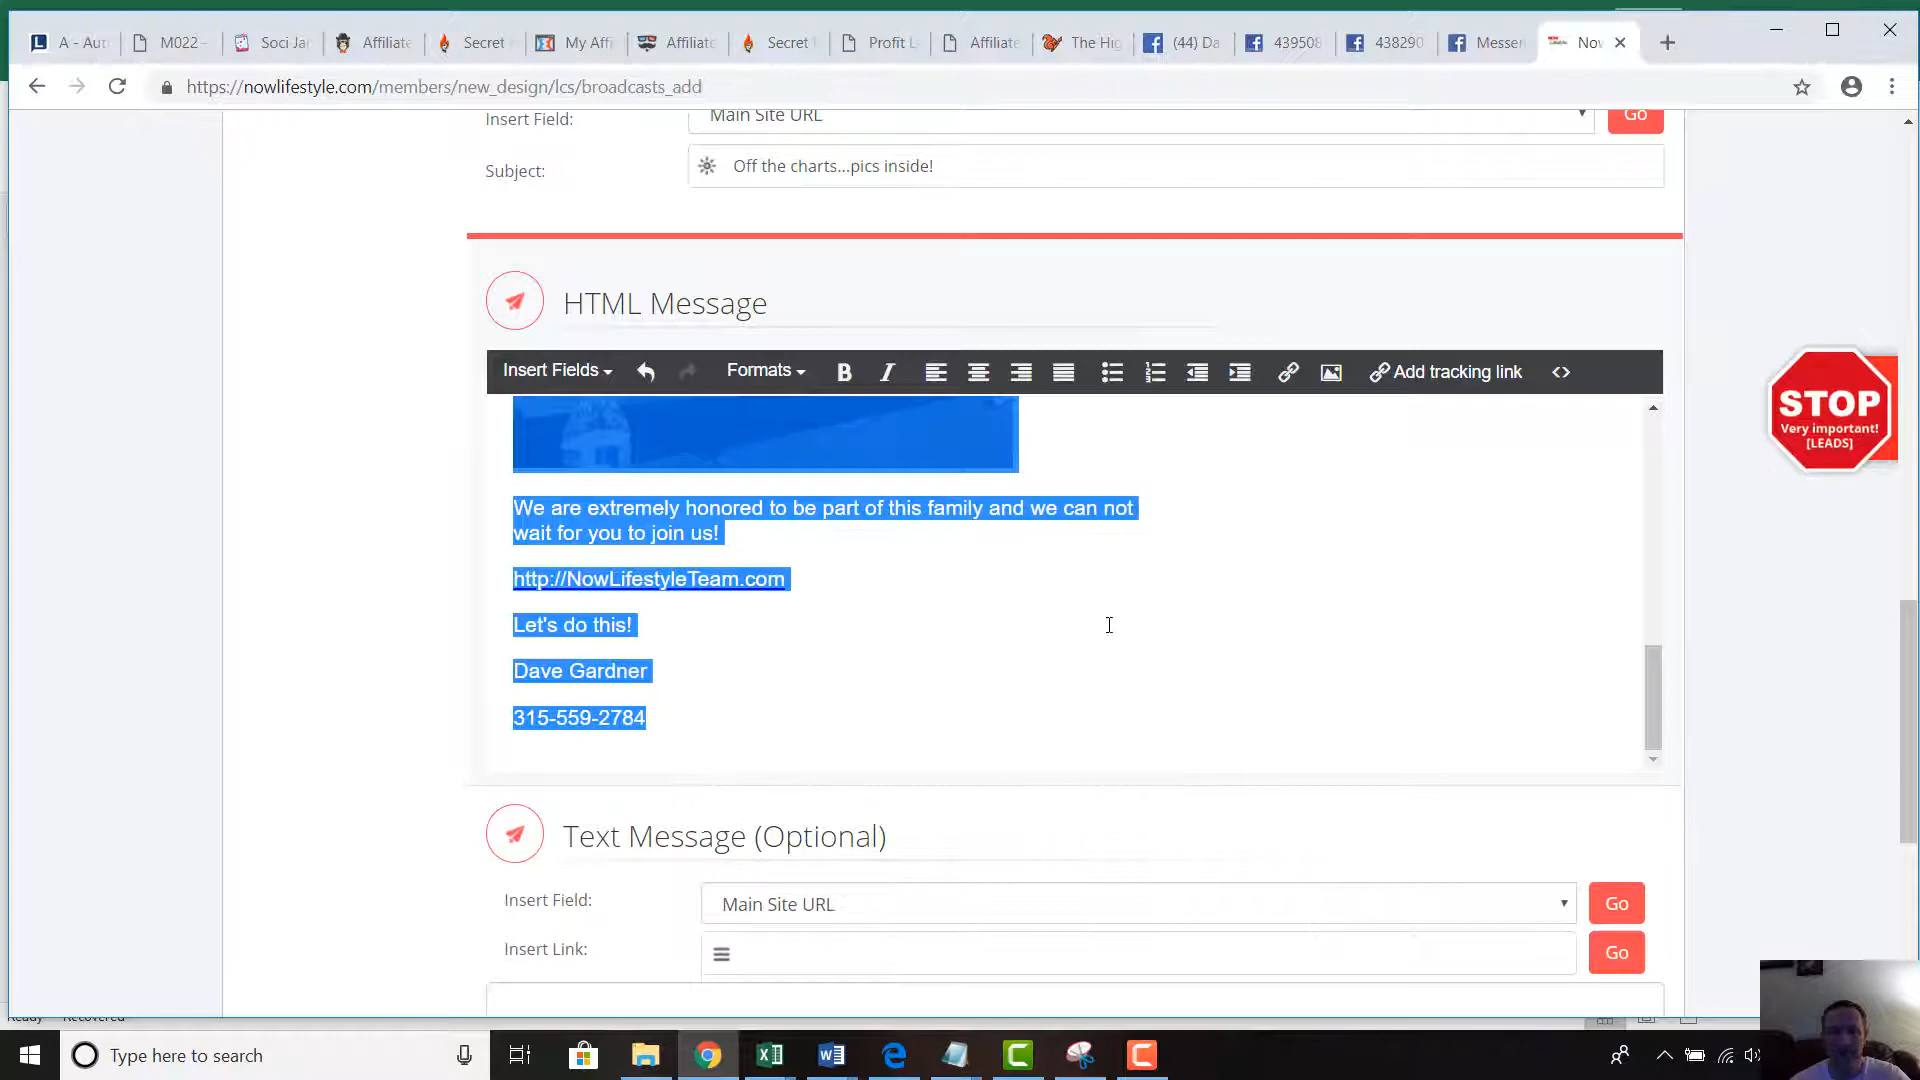 A - Aut
M022 -
Soci Jar
Affiliate
Secret
My Affi
Affiliate
Secret
Profit L
Affiliate
The Hig
(44) Da
439508
438290
Messen
Now
https://nowlifestyle.com/members/new_design/lcs/broadcasts_add
Insert Field:
Main Site URL
Go
Subject:
Off the charts...pics inside!
HTML Message
Insert Fields
Formats
B
I
Add tracking link
We are extremely honored to be part of this family and we can not
wait for you to join us!
http://NowLifestyleTeam.com
Let's do this!
Dave Gardner
315-559-2784
STOP
Very important!
[LEADS]
Text Message (Optional)
Insert Field:
Main Site URL
Go
Insert Link:
Go
Ready
Recovered
Type here to search